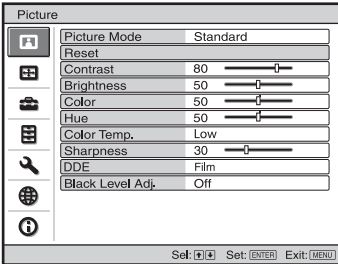 Picture
Picture Mode Standard
Reset
Contrast 80
Brightness 50
Color 50
Hue 50
Color Temp. Low
Sharpness 30
DDE Film
Black Level Adj. Off
Sel: Set: ENTER Exit: MENU